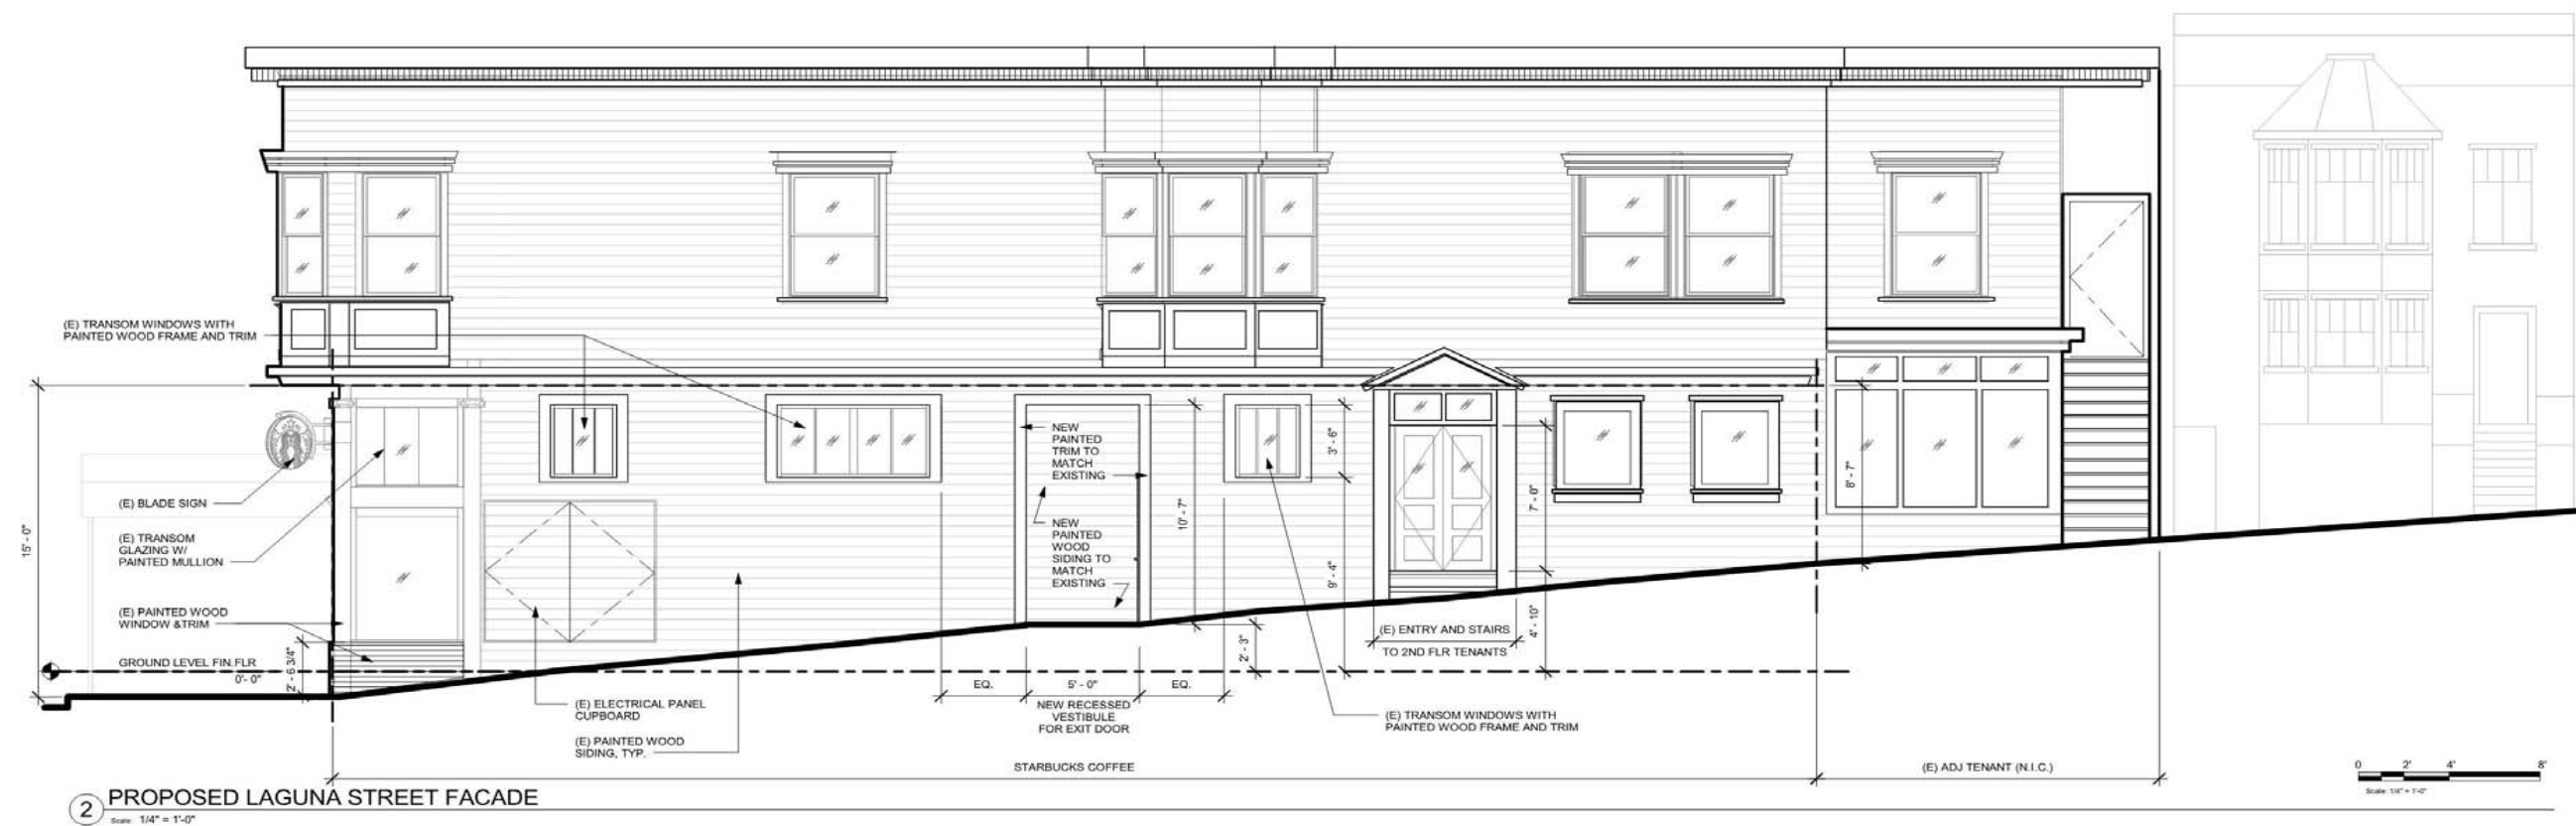 (E) TRANSOM WINDOWS WITH
PAINTED WOOD FRAME AND TRIM
15' - 0"
(E) BLADE SIGN
(E) TRANSOM
GLAZING W/
PAINTED MULLION
(E) PAINTED WOOD
WINDOW &TRIM
GROUND LEVEL FIN.FLR
0'- 0"
2' - 6 3/4"
NEW
PAINTED
TRIM TO
MATCH
EXISTING
NEW
PAINTED
WOOD
SIDING TO
MATCH
EXISTING
10' - 7"
3' - 6"
9' - 4"
7' - 0"
8' - 7"
4' - 10"
2' - 3"
(E) ENTRY AND STAIRS
TO 2ND FLR TENANTS
EQ.
5' - 0"
EQ.
NEW RECESSED
VESTIBULE
FOR EXIT DOOR
(E) ELECTRICAL PANEL
CUPBOARD
(E) PAINTED WOOD
SIDING, TYP.
(E) TRANSOM WINDOWS WITH
PAINTED WOOD FRAME AND TRIM
STARBUCKS COFFEE
(E) ADJ TENANT (N.I.C.)
0 2' 4' 8'
Scale: 1/4" = 1'-0"
2 PROPOSED LAGUNA STREET FACADE
Scale: 1/4" = 1'-0"